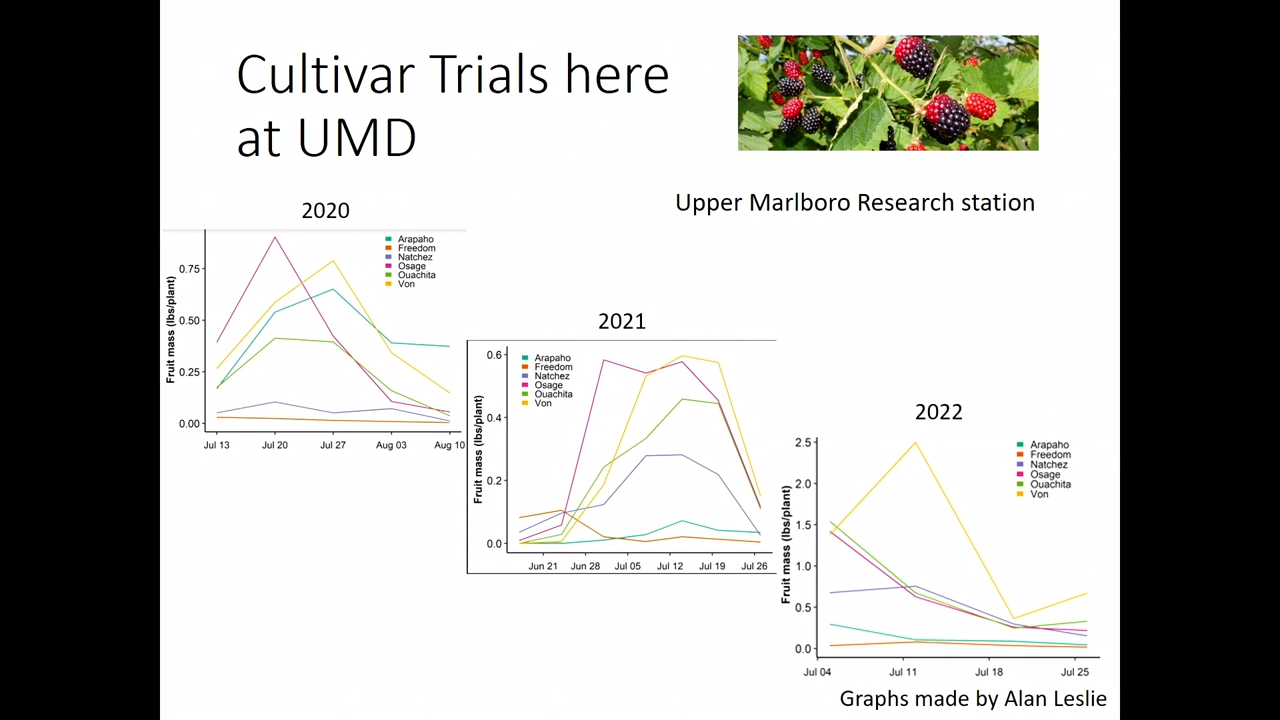 Cultivar Trials here
at UMD
Upper Marlboro Research station
2020
Fruit mass (lbs/plant)
0.75
0.50
0.25
0.00
Jul 13 Jul 20 Jul 27 Aug 03 Aug 10
Arapaho
Freedom
Natchez
Osage
Ouachita
Von
2021
Fruit mass (lbs/plant)
0.6
0.4
0.2
0.0
Jun 21 Jun 28 Jul 05 Jul 12 Jul 19 Jul 26
Arapaho
Freedom
Natchez
Osage
Ouachita
Von
2022
Fruit mass (lbs/plant)
2.5
2.0
1.5
1.0
0.5
0.0
Jul 04 Jul 11 Jul 18 Jul 25
Arapaho
Freedom
Natchez
Osage
Ouachita
Von
Graphs made by Alan Leslie